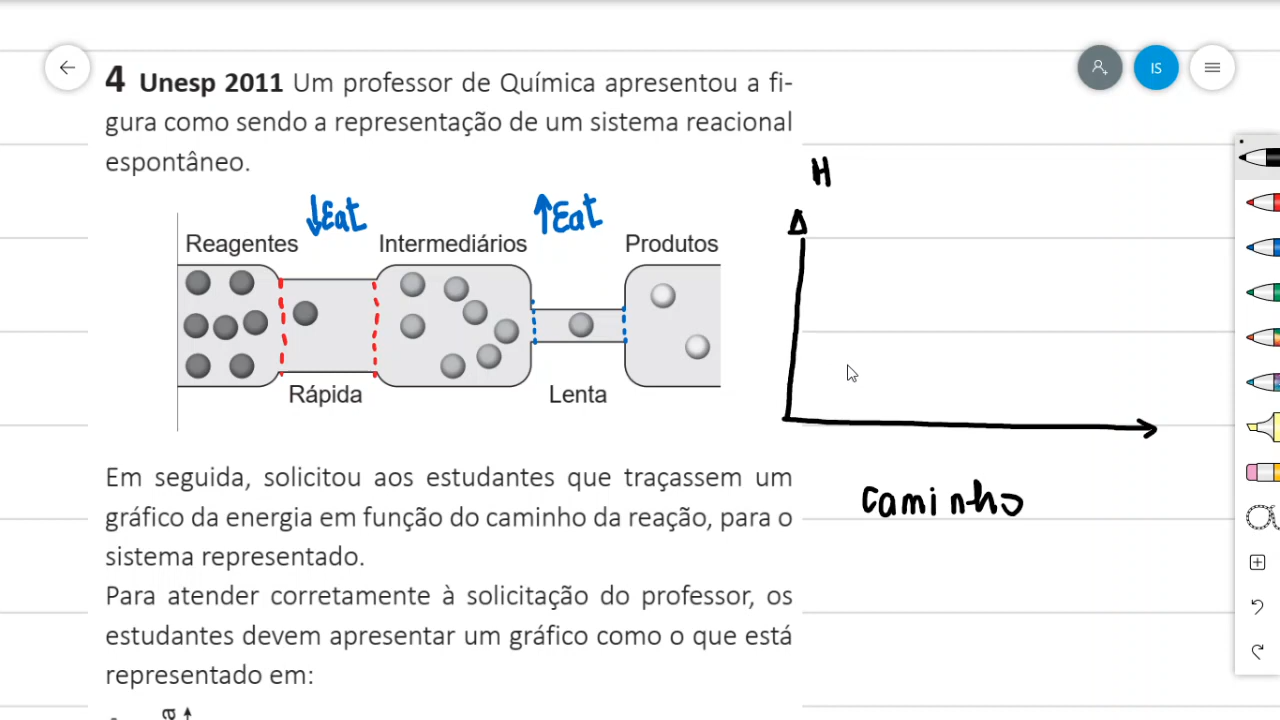 4 Unesp 2011 Um professor de Química apresentou a fi-
gura como sendo a representação de um sistema reacional
espontâneo.
IS
H
↓Eat
↑Eat
Reagentes
Intermediários
Produtos
Rápida
Lenta
caminho
Em seguida, solicitou aos estudantes que traçassem um
gráfico da energia em função do caminho da reação, para o
sistema representado.
Para atender corretamente à solicitação do professor, os
estudantes devem apresentar um gráfico como o que está
representado em: